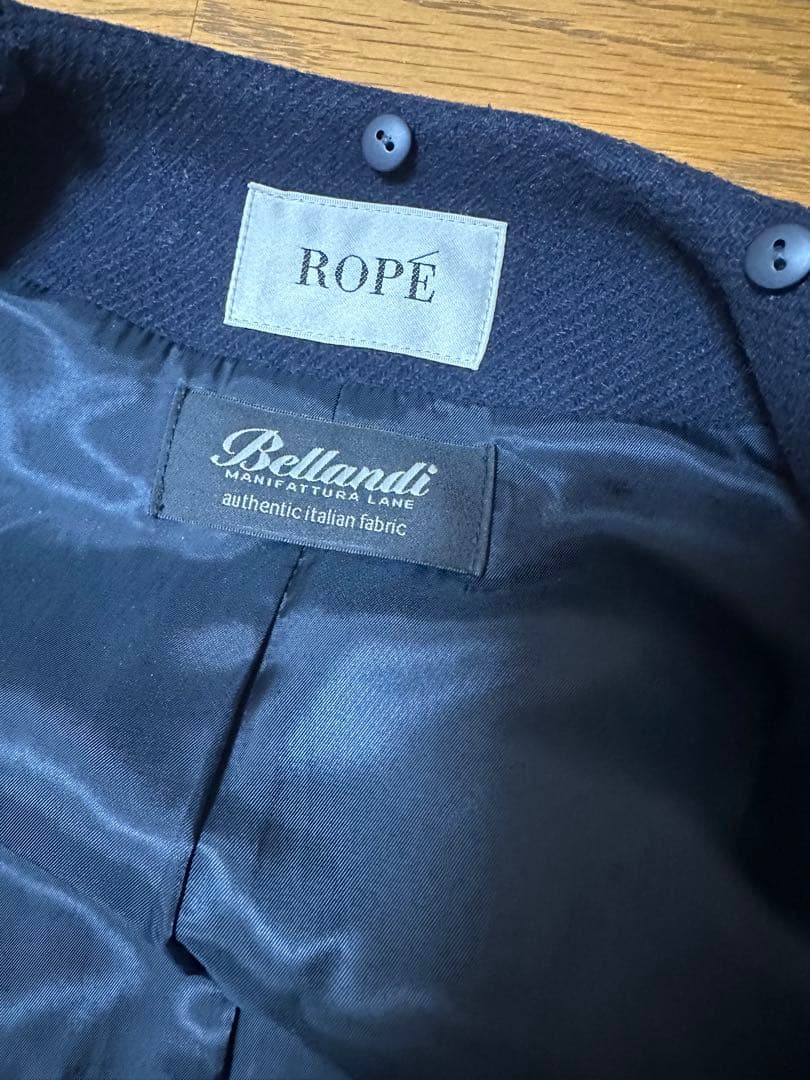 ROPÉ
Bellandi
MANIFATTURA LANE
authentic italian fabric